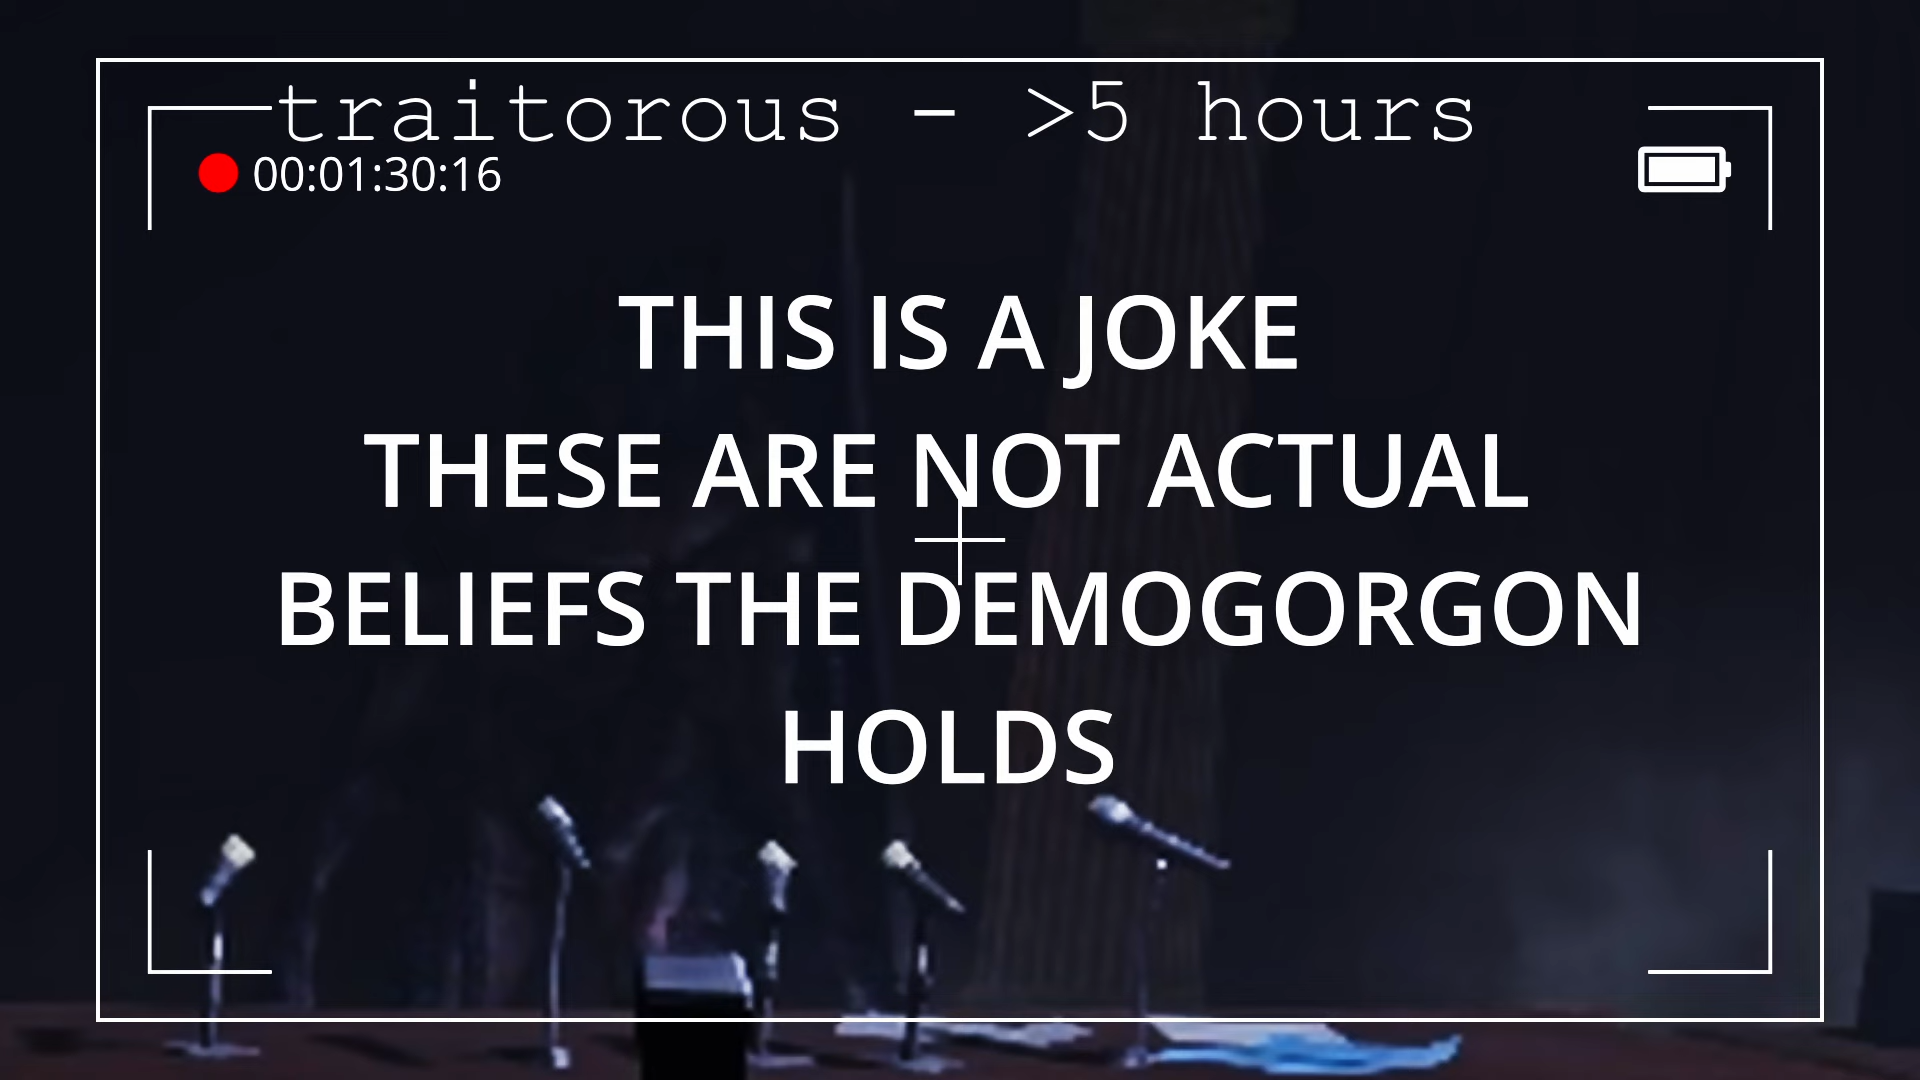 traitorous - >5 hours
00:01:30:16
THIS IS A JOKE
THESE ARE NOT ACTUAL
BELIEFS THE DEMOGORGON
HOLDS